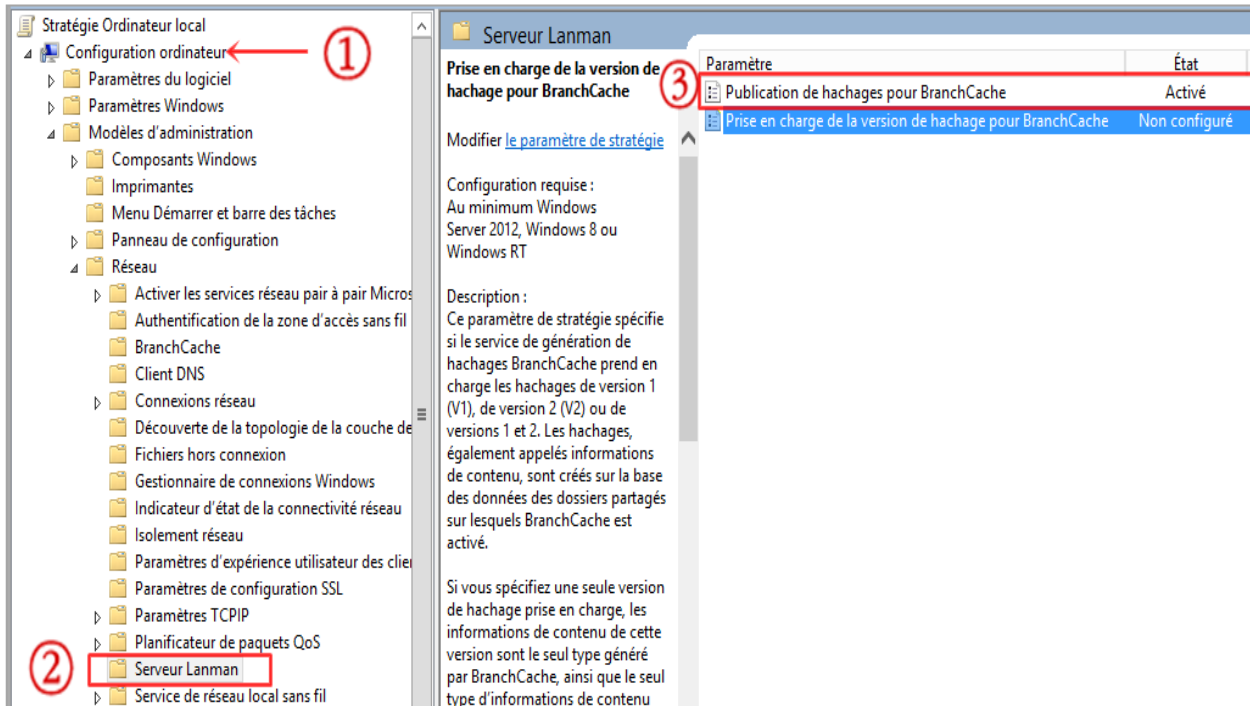 Stratégie Ordinateur local
Configuration ordinateur
①
Paramètres du logiciel
Paramètres Windows
Modèles d'administration
Composants Windows
Imprimantes
Menu Démarrer et barre des tâches
Panneau de configuration
Réseau
Activer les services réseau pair à pair Micros
Authentification de la zone d'accès sans fil
BranchCache
Client DNS
Connexions réseau
Découverte de la topologie de la couche de
Fichiers hors connexion
Gestionnaire de connexions Windows
Indicateur d'état de la connectivité réseau
Isolement réseau
Paramètres d'expérience utilisateur des clie
Paramètres de configuration SSL
Paramètres TCPIP
Planificateur de paquets QoS
②
Serveur Lanman
Service de réseau local sans fil
Serveur Lanman
Prise en charge de la version de
hachage pour BranchCache
Modifier le paramètre de stratégie
Configuration requise :
Au minimum Windows
Server 2012, Windows 8 ou
Windows RT
Description :
Ce paramètre de stratégie spécifie
si le service de génération de
hachages BranchCache prend en
charge les hachages de version 1
(V1), de version 2 (V2) ou de
versions 1 et 2. Les hachages,
également appelés informations
de contenu, sont créés sur la base
des données des dossiers partagés
sur lesquels BranchCache est
activé.
Si vous spécifiez une seule version
de hachage prise en charge, les
informations de contenu de cette
version sont le seul type généré
par BranchCache, ainsi que le seul
type d'informations de contenu
Paramètre État
③
Publication de hachages pour BranchCache Activé
Prise en charge de la version de hachage pour BranchCache Non configuré